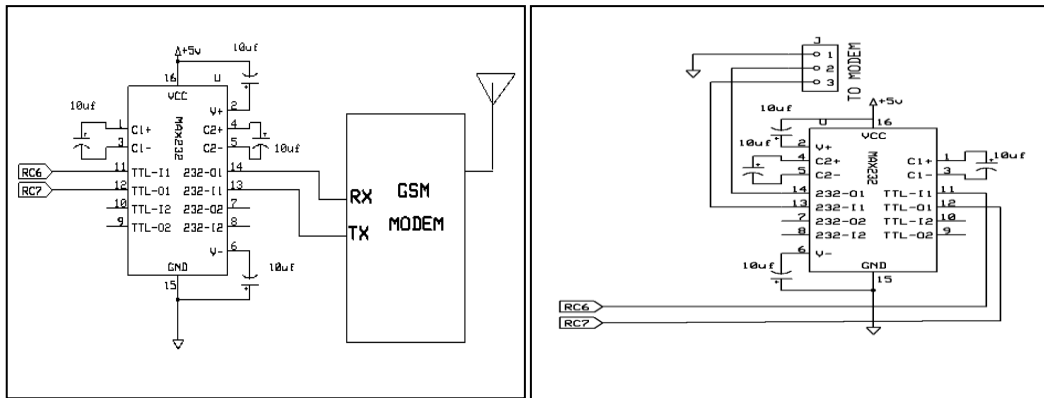 +5v
10uf
16
U
VCC
V+
2
10uf
1
C1+
C2+
4
3
C1-
C2-
5
10uf
MAX232
RC6
11
TTL-I1
232-O1
14
RC7
12
TTL-O1
232-I1
13
10
TTL-I2
232-O2
7
9
TTL-O2
232-I2
8
V-
6
10uf
GND
15
RX
TX
GSM
MODEM
J
1
2
3
TO MODEM
+5v
10uf
U
16
VCC
2
V+
10uf
4
C2+
C1+
1
5
C2-
C1-
3
10uf
MAX232
14
232-O1
TTL-I1
11
13
232-I1
TTL-O1
12
7
232-O2
TTL-I2
10
8
232-I2
TTL-O2
9
6
V-
10uf
GND
15
RC6
RC7